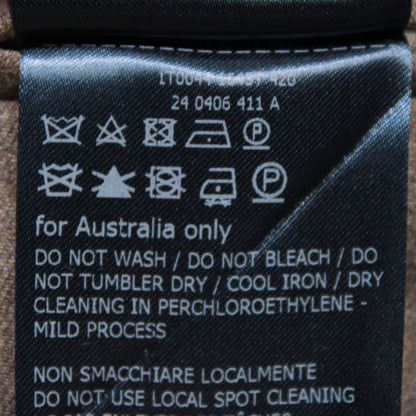 24 0406 411 A
P
P
for Australia only
DO NOT WASH / DO NOT BLEACH / DO
NOT TUMBLER DRY / COOL IRON / DRY
CLEANING IN PERCHLOROETHYLENE -
MILD PROCESS
NON SMACCHIARE LOCALMENTE
DO NOT USE LOCAL SPOT CLEANING